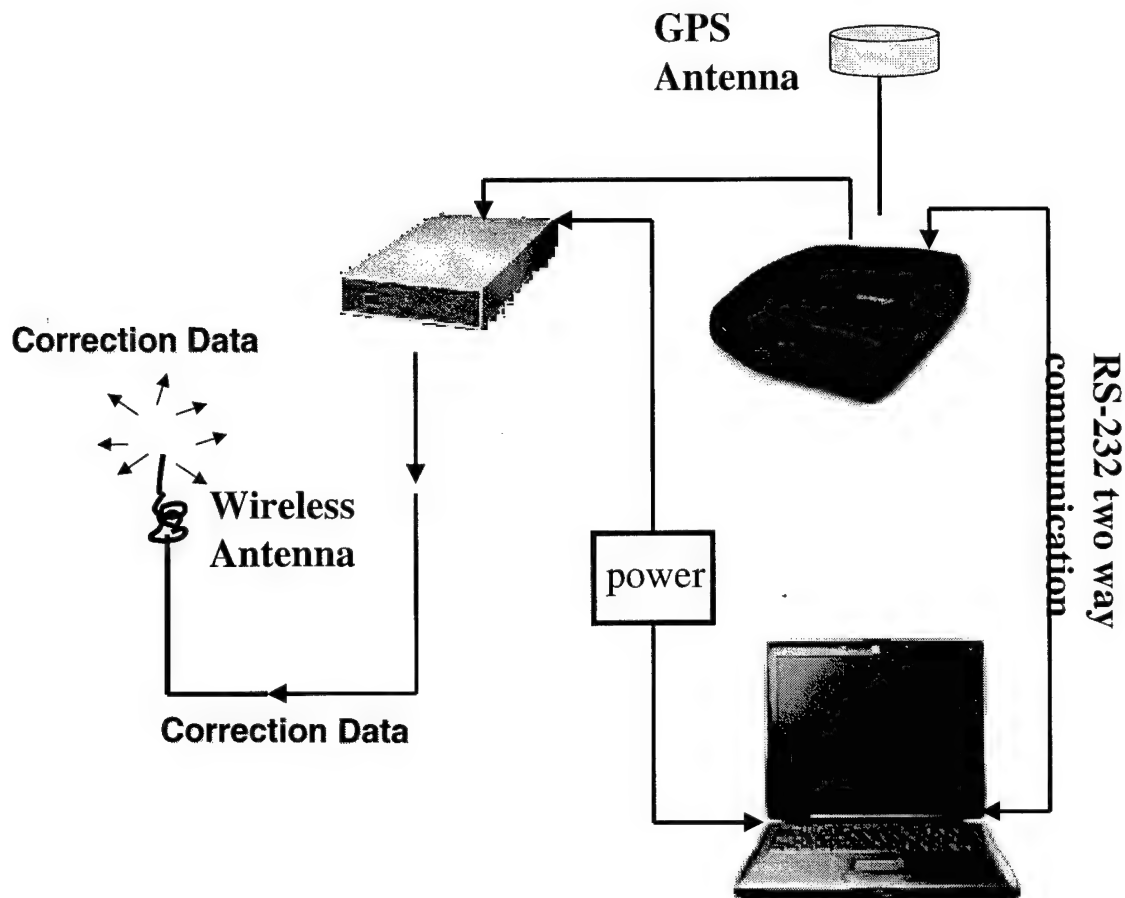 GPS
Antenna
Correction Data
Wireless
Antenna
power
RS-232 two way
communication
Correction Data